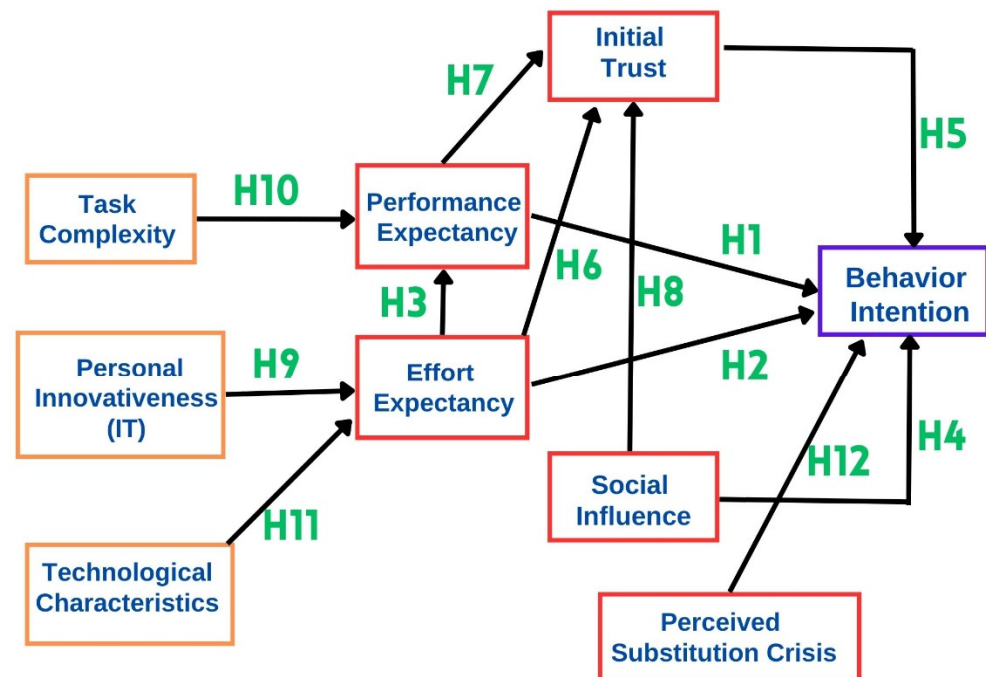 Initial
Trust
H7
H5
Task
Complexity
H10
Performance
Expectancy
H1
H6
H8
H3
Behavior
Intention
Personal
Innovativeness
(IT)
H9
Effort
Expectancy
H2
H12
H4
H11
Social
Influence
Technological
Characteristics
Perceived
Substitution Crisis